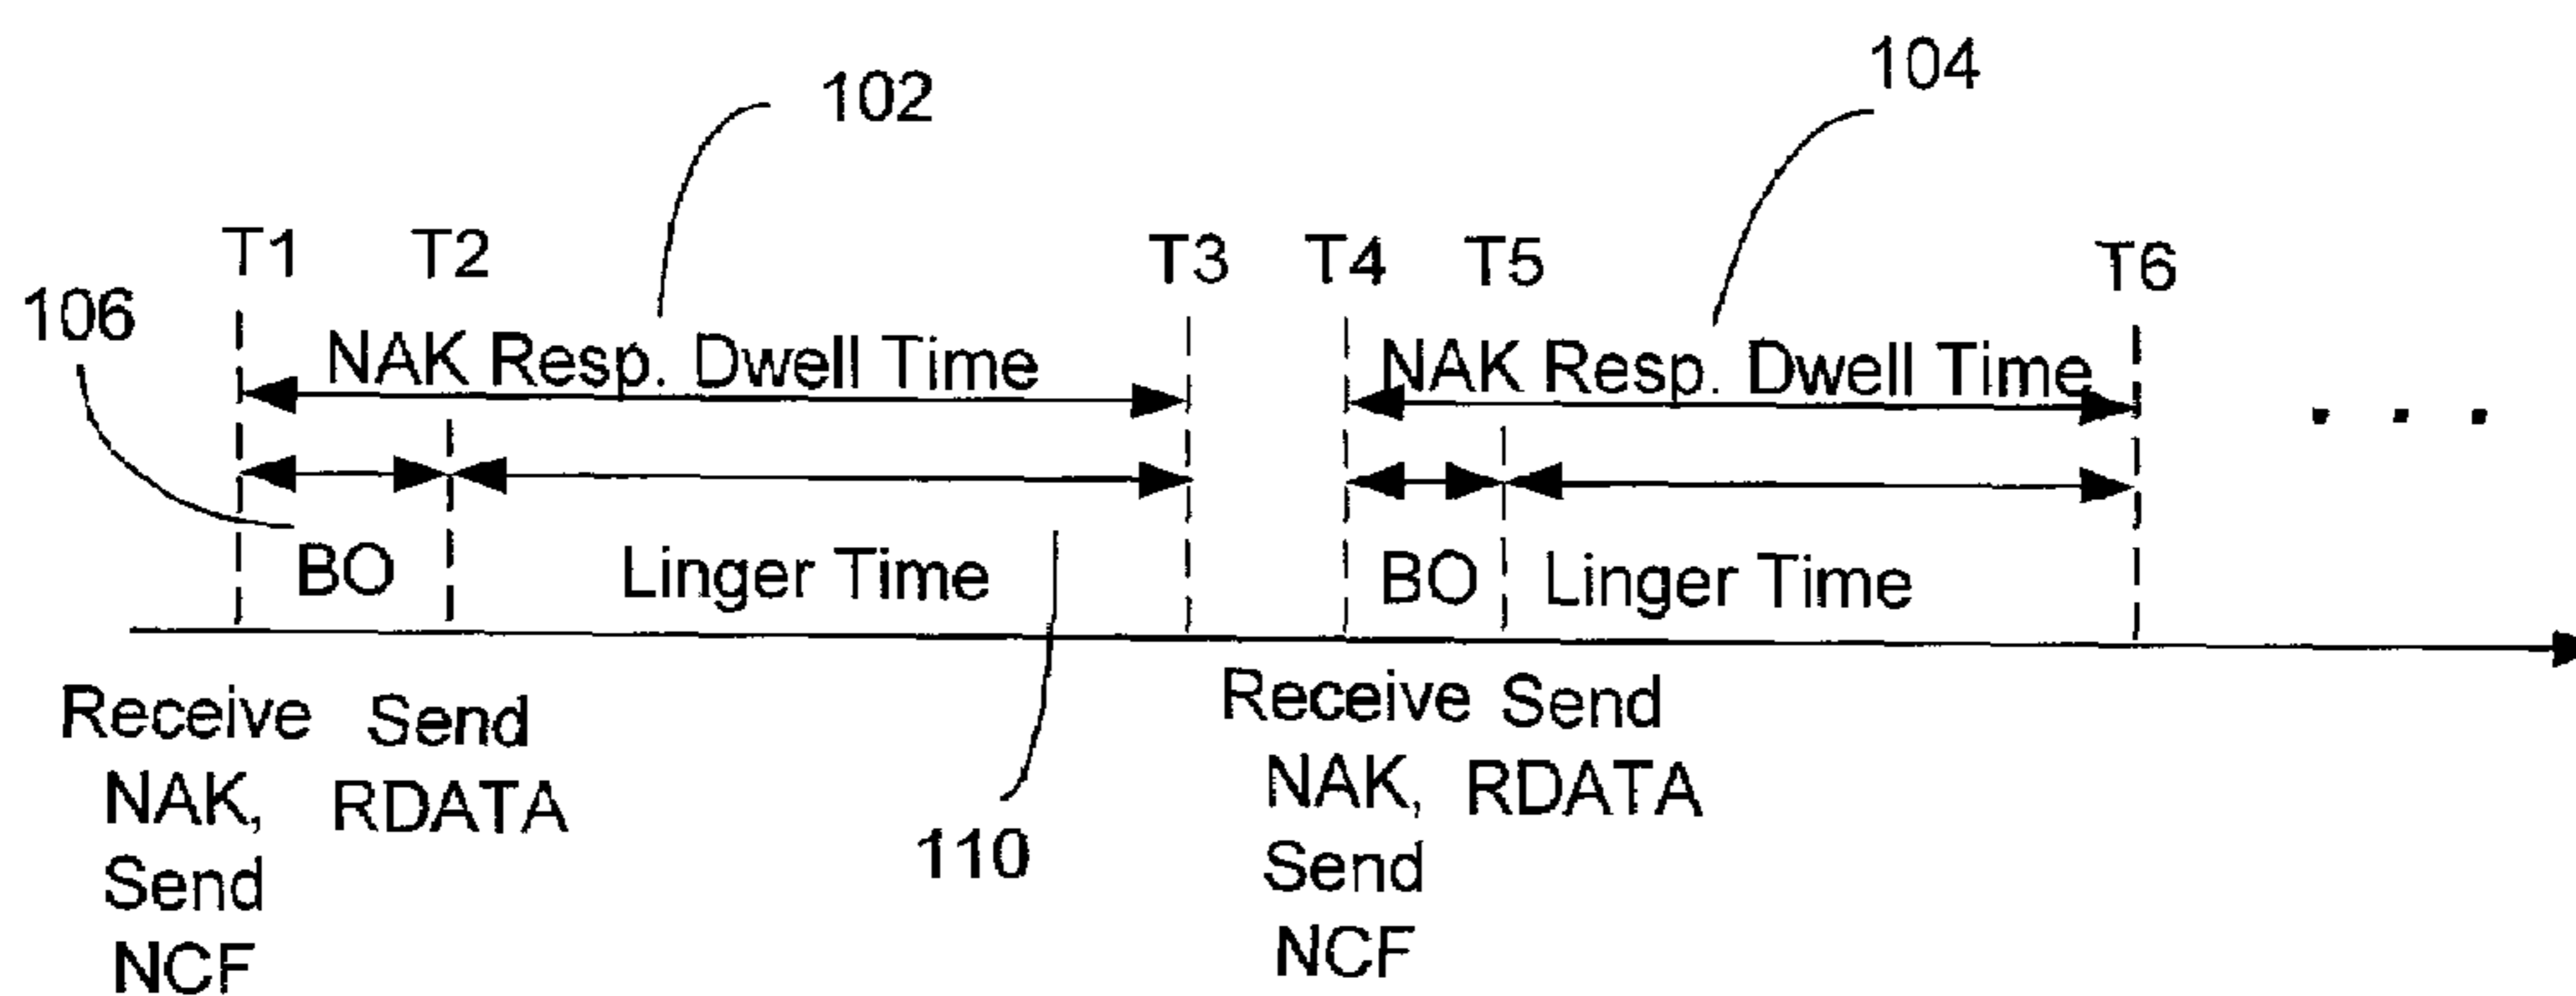 102
104
T1
T2
T3
T4
T5
T6
106
NAK Resp. Dwell Time
NAK Resp. Dwell Time
. . .
BO
Linger Time
BO
Linger Time
Receive
NAK,
Send
NCF
Send
RDATA
110
Receive
NAK,
Send
NCF
Send
RDATA